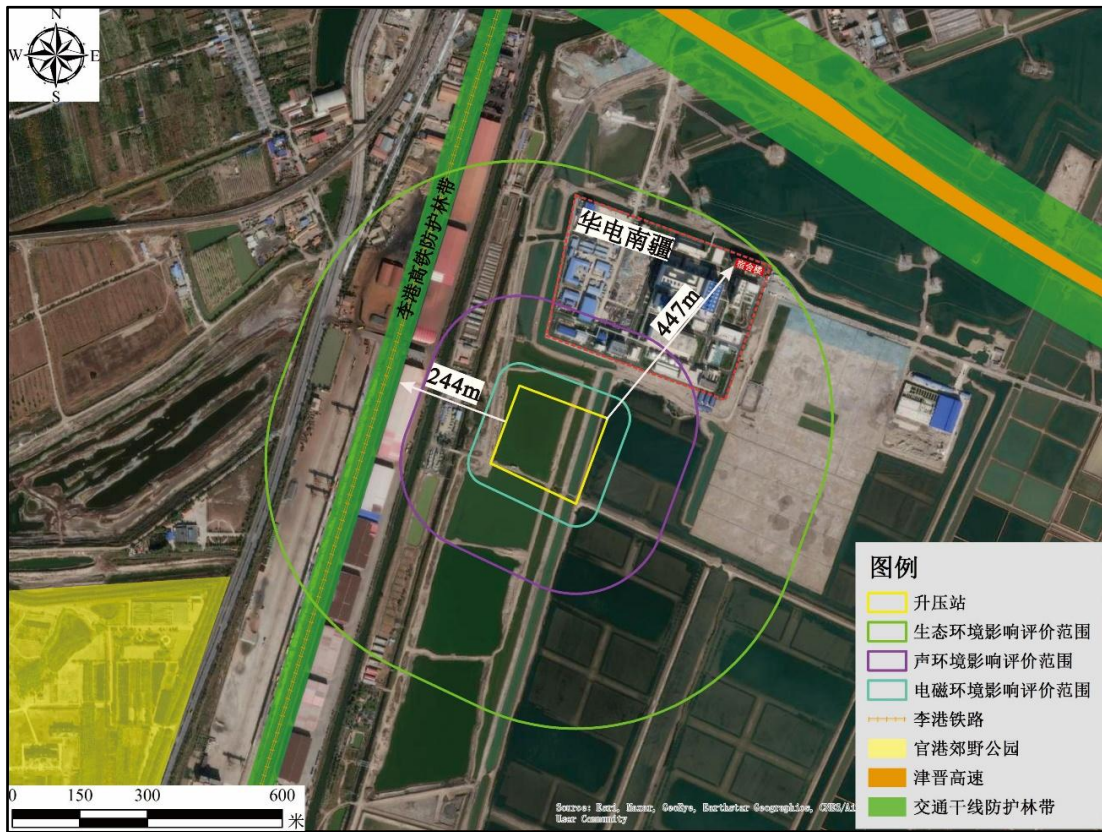 N
W
E
S
李港高铁防护林带
华电南疆
综合楼
447m
244m
图例
升压站
生态环境影响评价范围
声环境影响评价范围
电磁环境影响评价范围
李港铁路
官港郊野公园
津晋高速
交通干线防护林带
0 150 300 600
米
Source: Esri, Maxar, GeoEye, Earthstar Geographics,
User Community